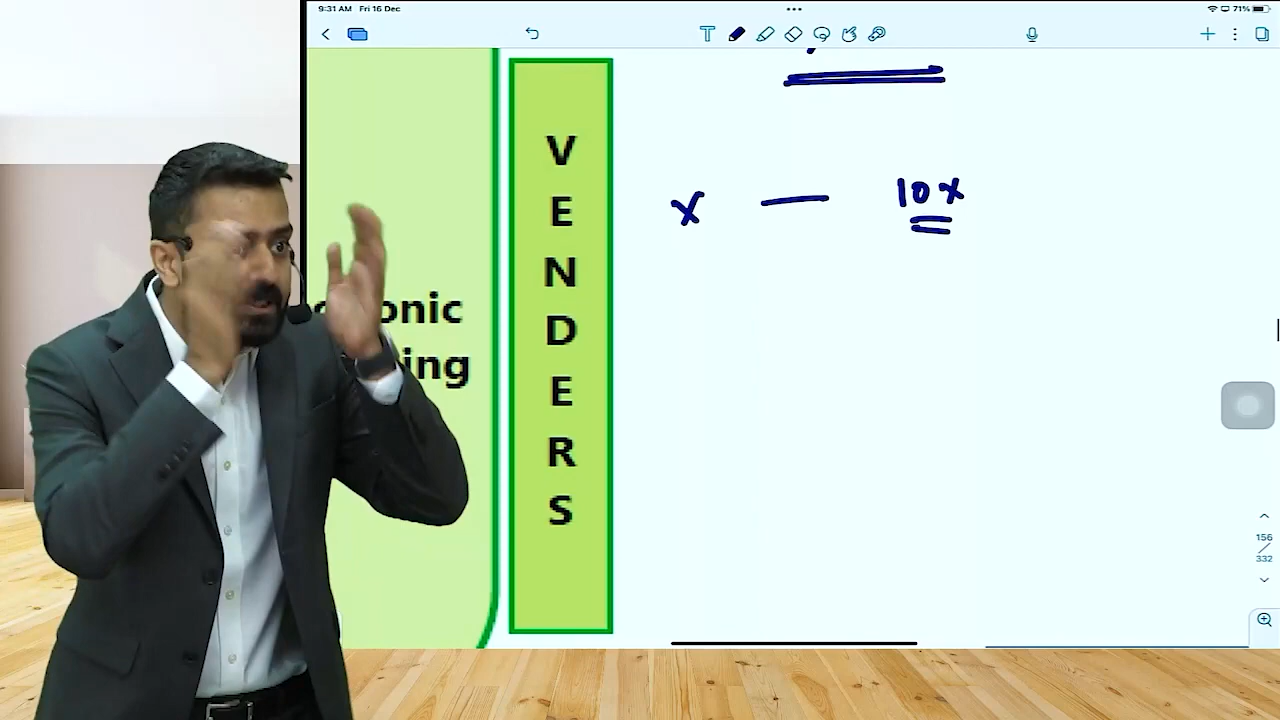 9:31 AM Fri 16 Dec
71%
T
V
E
N
D
E
R
S
x — 10x
onic
ing
156
332